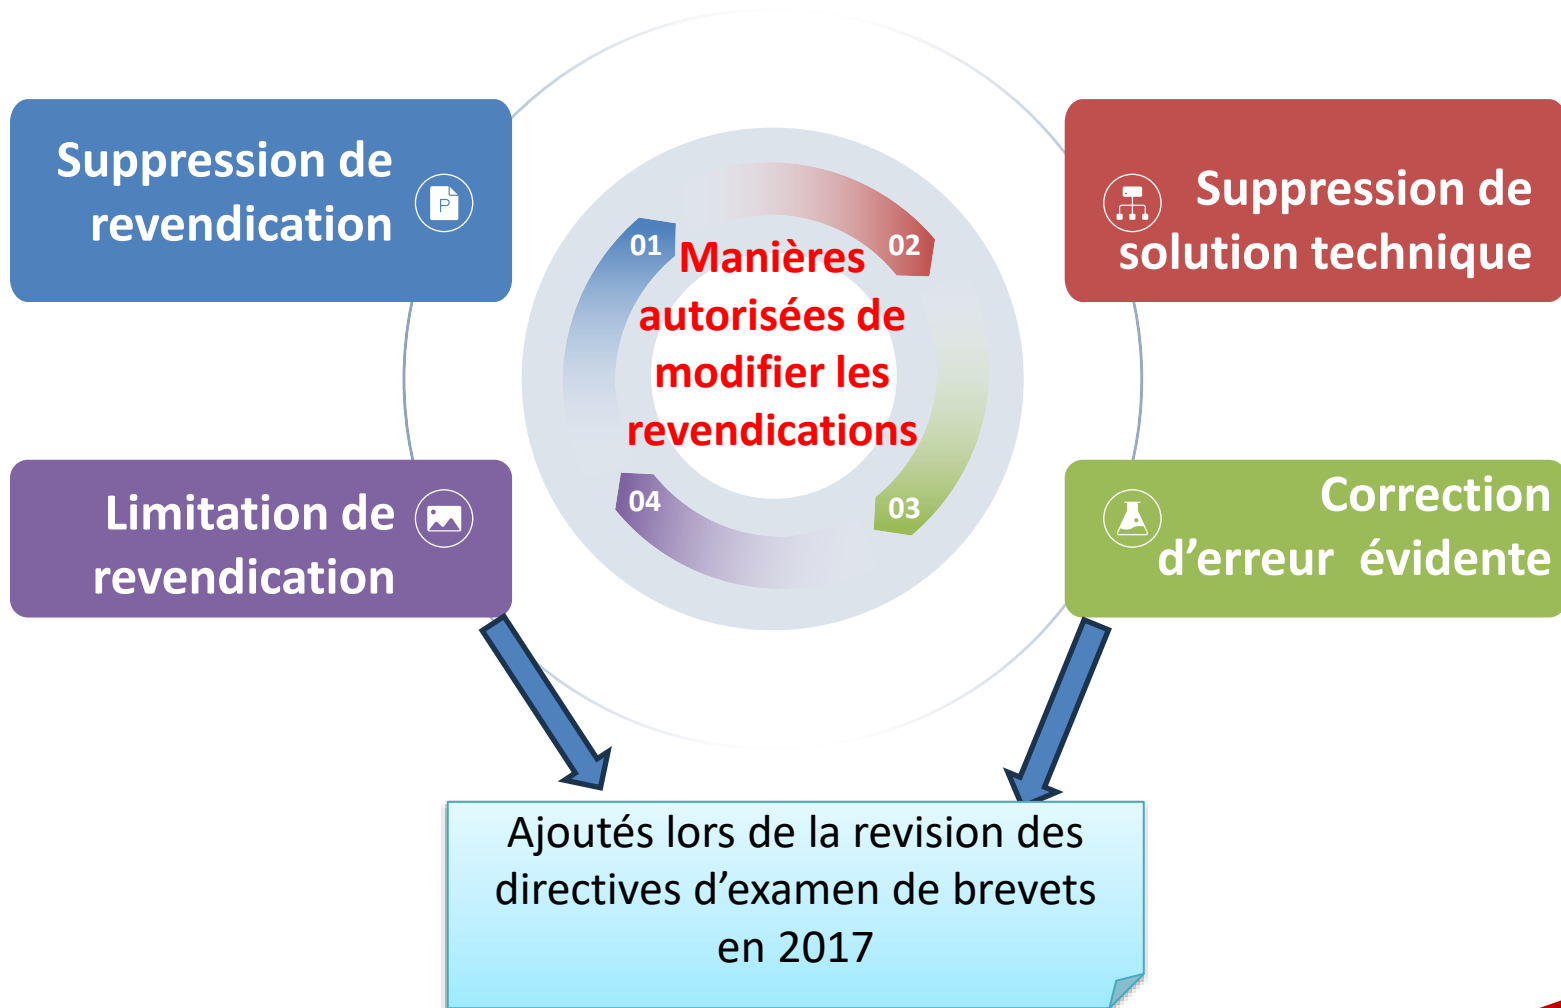 Suppression de
revendication
P
Suppression de
solution technique
01
02
Manières
autorisées de
modifier les
revendications
04
03
Limitation de
revendication
Correction
d’erreur  évidente
Ajoutés lors de la revision des
directives d’examen de brevets
en 2017